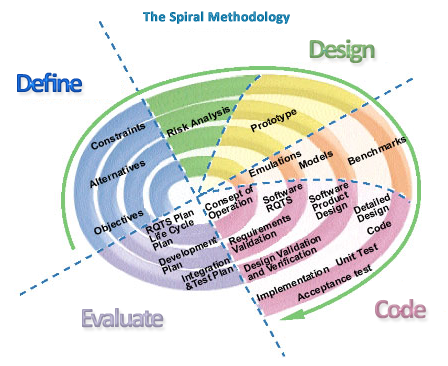 The Spiral Methodology
Design
Define
Constraints
Risk Analysis
Prototype
Alternatives
Emulations
Models
Benchmarks
Objectives
RQTS Plan
Life Cycle
Plan
Concept of
Operation
Software
RQTS
Software
Product
Design
Detailed
Design
Development
Plan
Requirements
Validation
Code
Integration
& Test Plan
Design Validation
and Verification
Unit Test
Implementation
Acceptance test
Evaluate
Code